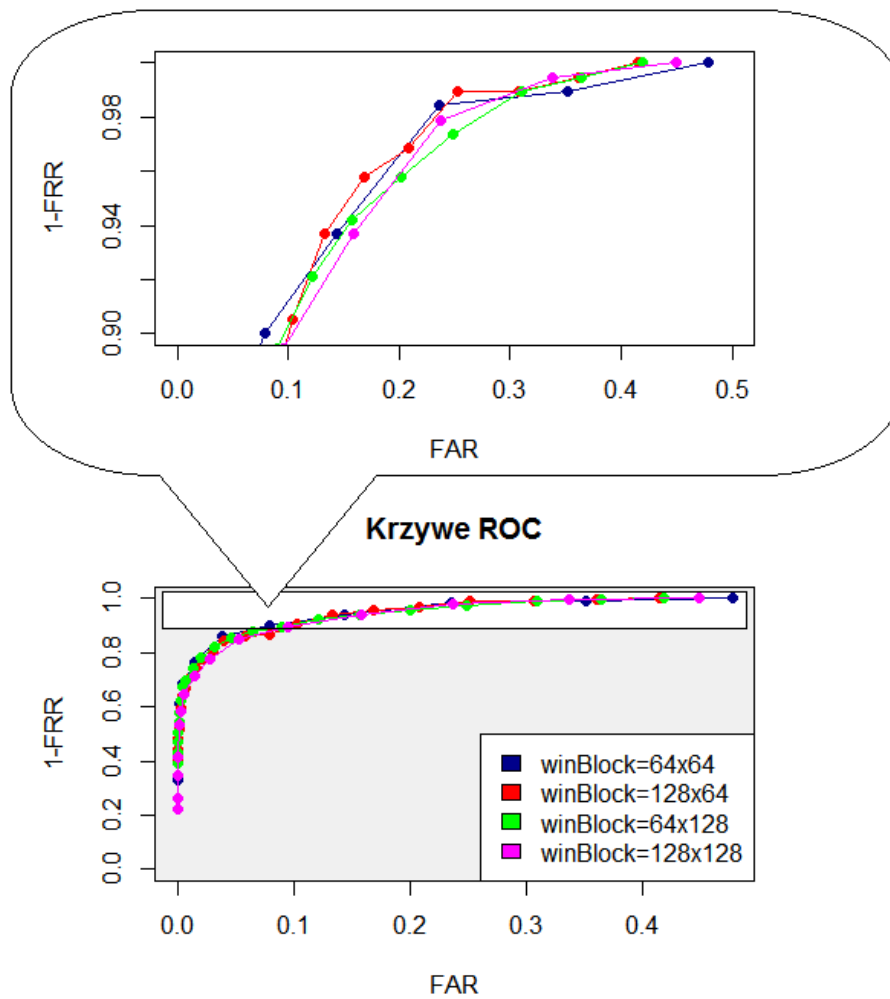 1-FRR
0.98
0.94
0.90
0.0 0.1 0.2 0.3 0.4 0.5
FAR
Krzywe ROC
1-FRR
1.0
0.8
0.6
0.4
0.2
0.0
winBlock=64x64
winBlock=128x64
winBlock=64x128
winBlock=128x128
0.0 0.1 0.2 0.3 0.4
FAR